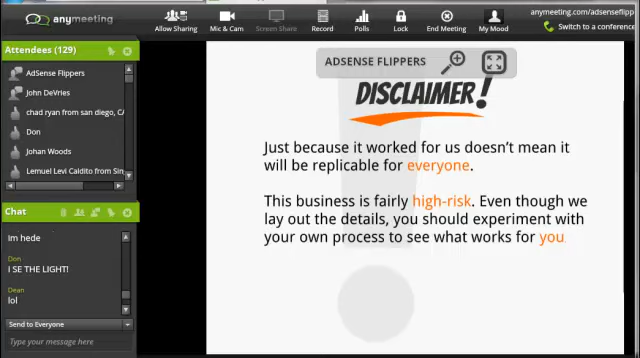 anymeeting
Allow Sharing
Mic & Cam
Screen Share
Record
Polls
Lock
End Meeting
My Mood
anymeeting.com/adsenseflipp
Switch to a conference
Attendees (129)
AdSense Flippers
John DeVries
chad ryan from san diego, CA
Don
Johan Woods
Lemuel Levi Caldito from Sin
Chat
Im hede
Don
I SE THE LIGHT!
Dean
lol
Send to Everyone
Type your message here
ADSENSE FLIPPERS
DISCLAIMER!
Just because it worked for us doesn't mean it
will be replicable for everyone.
This business is fairly high-risk. Even though we
lay out the details, you should experiment with
your own process to see what works for you.